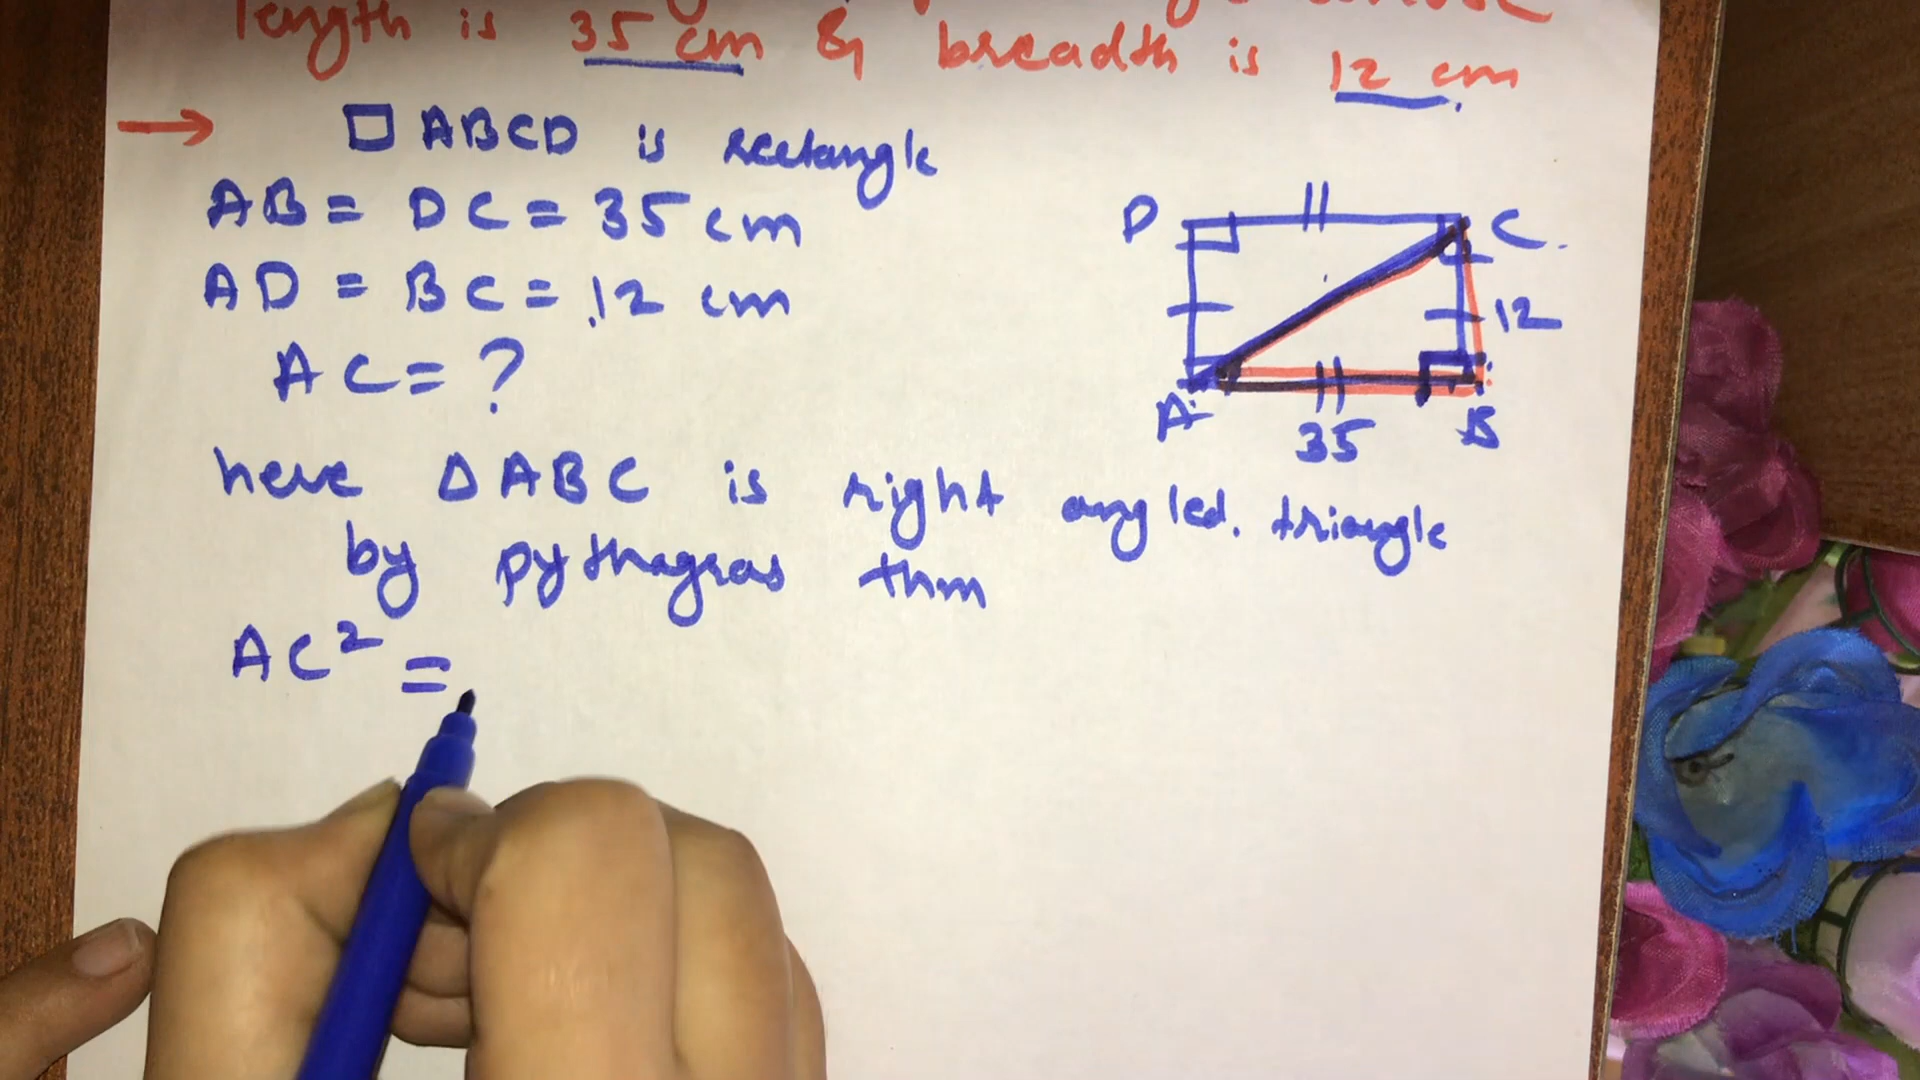 length is 35 cm & breadth is 12 cm
□ ABCD is rectangle
AB = DC = 35 cm
AD = BC = 12 cm
AC = ?
here Δ ABC is right angled. triangle
by pythagras thm
AC² =
D C.
12
A B
35